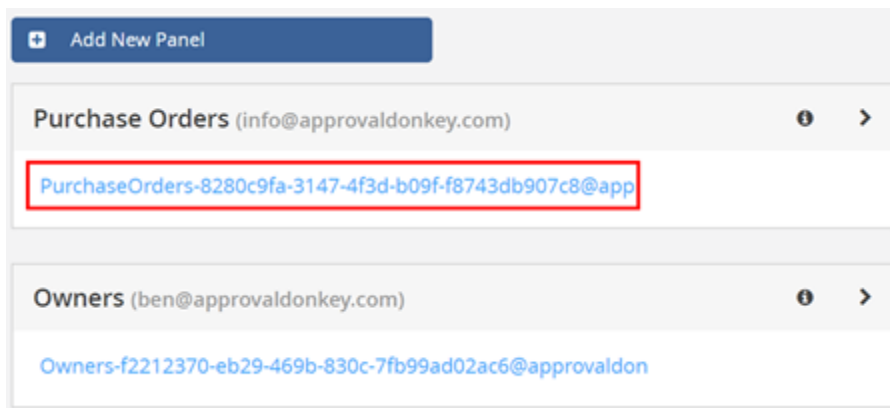 Add New Panel
Purchase Orders (info@approvaldonkey.com)
PurchaseOrders-8280c9fa-3147-4f3d-b09f-f8743db907c8@app
Owners (ben@approvaldonkey.com)
Owners-f2212370-eb29-469b-830c-7fb99ad02ac6@approvaldon